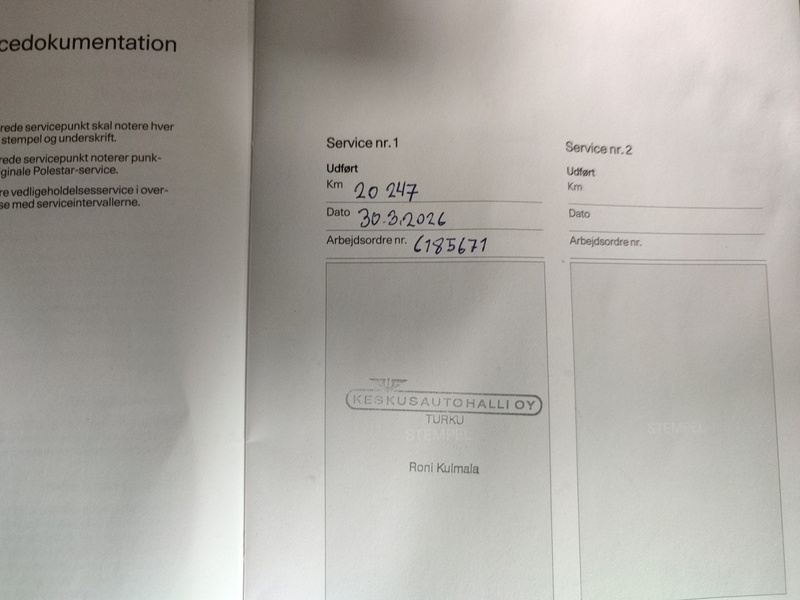 cedokumentation
rede servicepunkt skal notere hver
stempel og underskrift.
rede servicepunkt noterer punk-
ginale Polestar-service.
re vedligeholdelsesservice i over-
se med serviceintervallerne.
Service nr. 1
Udført
Km 20 247
Dato 30.3.2026
Arbejdsordre nr. 6185671
KESKUSAUTOHALLI OY
TURKU
STEMPEL
Roni Kulmala
Service nr. 2
Udført
Km
Dato
Arbejdsordre nr.
STEMPEL